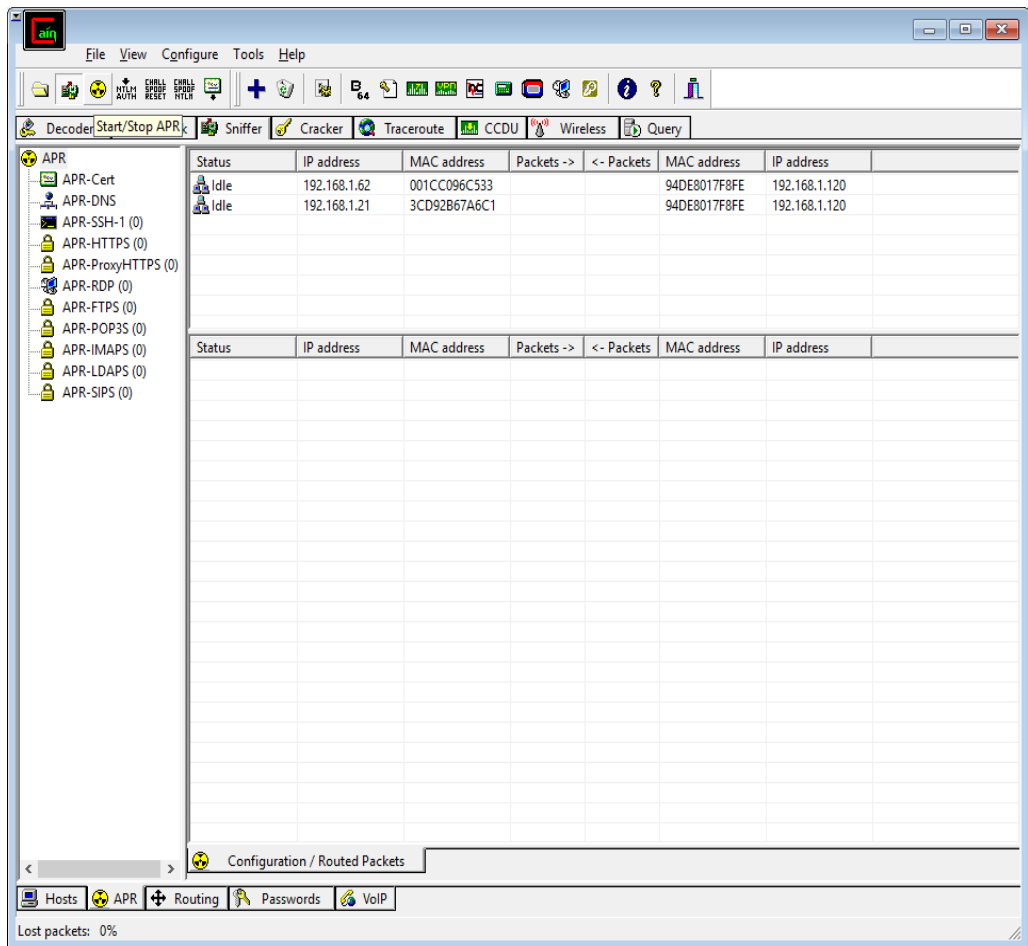 Cain
File View Configure Tools Help
NTLM AUTH CHALL SPOOF RESET CHALL SPOOF NTLM B64
Decoder Start/Stop APR k Sniffer Cracker Traceroute CCDU Wireless Query
APR
APR-Cert
APR-DNS
APR-SSH-1 (0)
APR-HTTPS (0)
APR-ProxyHTTPS (0)
APR-RDP (0)
APR-FTPS (0)
APR-POP3S (0)
APR-IMAPS (0)
APR-LDAPS (0)
APR-SIPS (0)
Status IP address MAC address Packets -> <- Packets MAC address IP address
Idle 192.168.1.62 001CC096C533 94DE8017F8FE 192.168.1.120
Idle 192.168.1.21 3CD92B67A6C1 94DE8017F8FE 192.168.1.120
Status IP address MAC address Packets -> <- Packets MAC address IP address
Configuration / Routed Packets
Hosts APR Routing Passwords VoIP
Lost packets: 0%